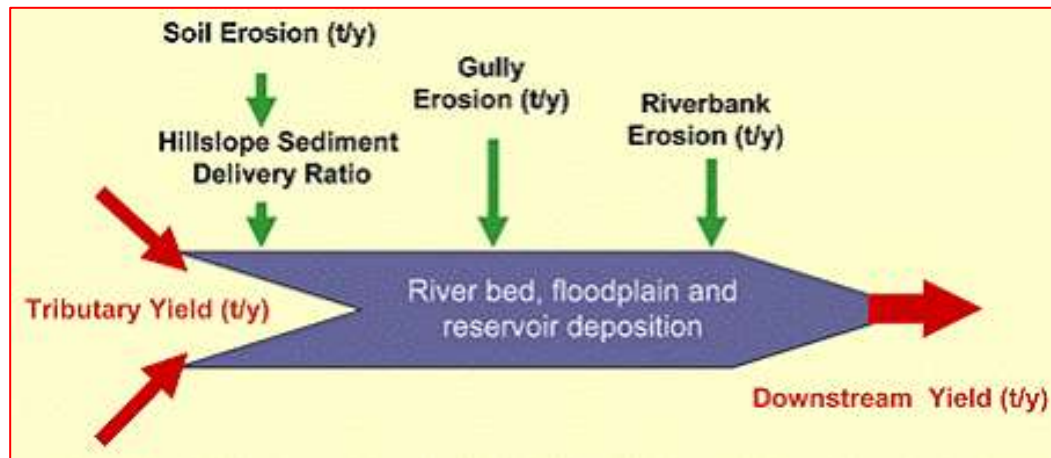 Soil Erosion (t/y)
Gully
Erosion (t/y)
Riverbank
Erosion (t/y)
Hillslope Sediment
Delivery Ratio
Tributary Yield (t/y)
River bed, floodplain and
reservoir deposition
Downstream Yield (t/y)